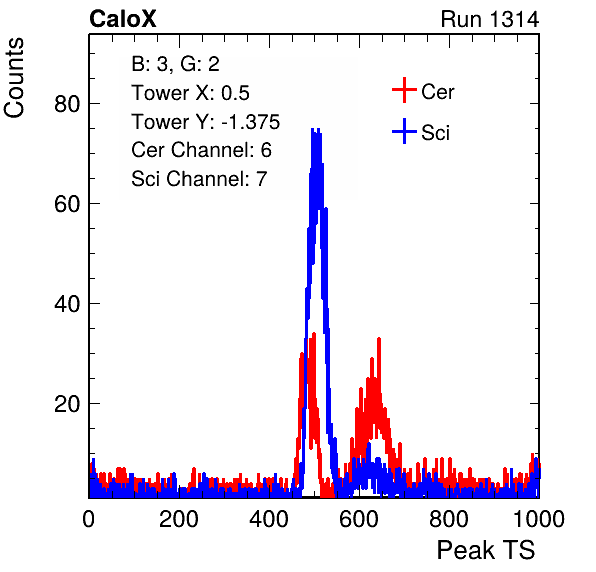 CaloX Run 1314
Counts
B: 3, G: 2
Tower X: 0.5
Tower Y: -1.375
Cer Channel: 6
Sci Channel: 7
Cer
Sci
80
60
40
20
0 200 400 600 800 1000
Peak TS